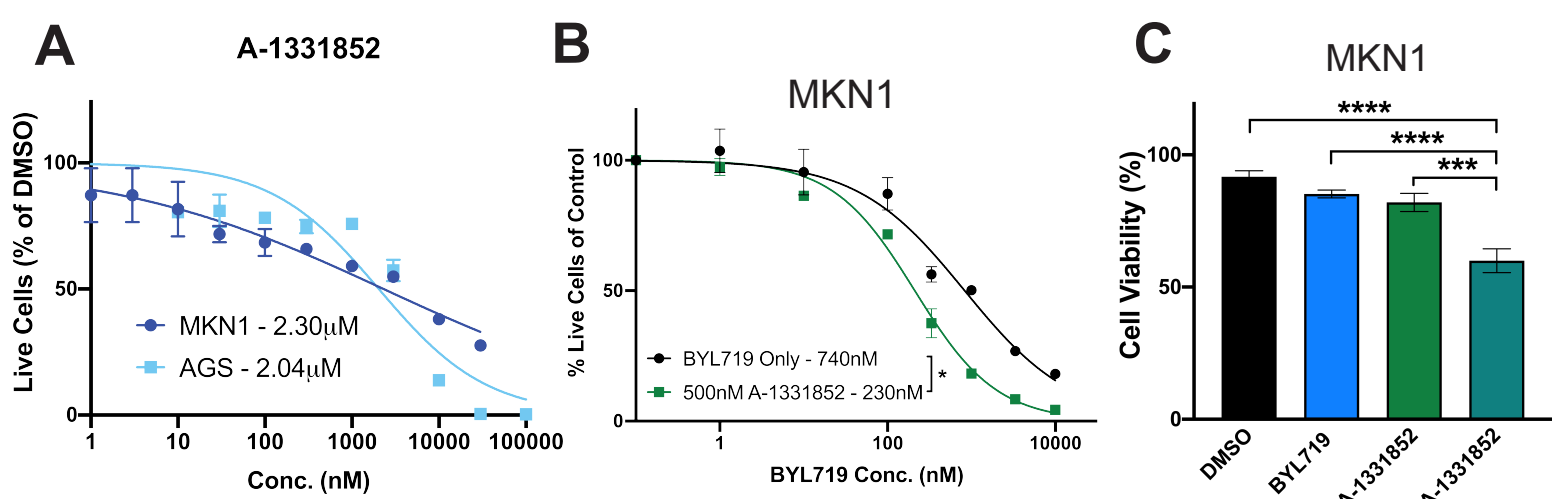 A
A-1331852
Live Cells (% of DMSO)
100
50
0
MKN1 - 2.30μM
AGS - 2.04μM
1 10 100 1000 10000 100000
Conc. (nM)
B
MKN1
% Live Cells of Control
100
50
0
BYL719 Only - 740nM
500nM A-1331852 - 230nM
*
1 100 10000
BYL719 Conc. (nM)
C
MKN1
Cell Viability (%)
100
50
0
****
****
***
DMSO
BYL719
A-1331852
A-1331852